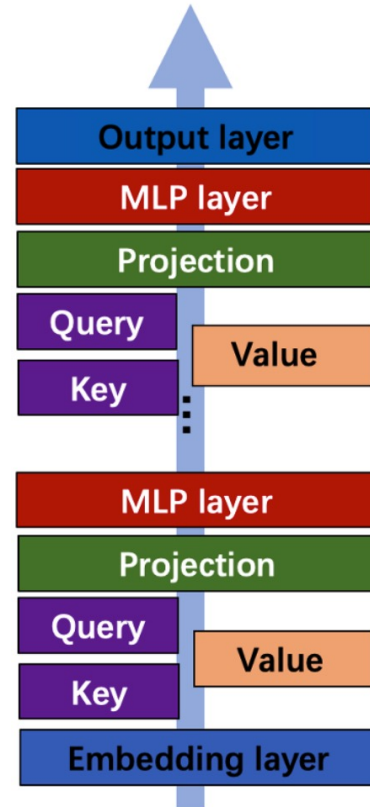 Output layer
MLP layer
Projection
Query
Value
Key
...
MLP layer
Projection
Query
Value
Key
Embedding layer